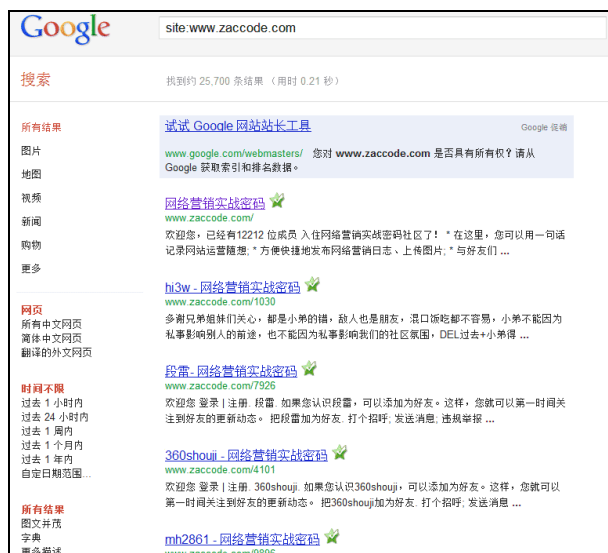 Google
site:www.zaccode.com
搜索
找到约 25,700 条结果 （用时 0.21 秒）
所有结果
图片
地图
视频
新闻
购物
更多
网页
所有中文网页
简体中文网页
翻译的外文网页
时间不限
过去 1 小时内
过去 24 小时内
过去 1 周内
过去 1 个月内
过去 1 年内
自定日期范围...
所有结果
图文并茂
字典
更多描述
试试 Google 网站站长工具
Google 促销
www.google.com/webmasters/ 您对 www.zaccode.com 是否具有所有权？请从
Google 获取索引和排名数据。
网络营销实战密码
www.zaccode.com/
欢迎您，已经有12212 位成员 入住网络营销实战密码社区了！ * 在这里，您可以用一句话
记录网站运营随想; * 方便快捷地发布网络营销日志、上传图片; * 与好友们 ...
hi3w - 网络营销实战密码
www.zaccode.com/1030
多谢兄弟姐妹们关心，都是小弟的错，敌人也是朋友，混口饭吃都不容易，小弟不能因为
私事影响别人的前途，也不能因为私事影响我们的社区氛围，DEL过去+小弟得 ...
段雷- 网络营销实战密码
www.zaccode.com/7926
欢迎您 登录 | 注册. 段雷. 如果您认识段雷，可以添加为好友。这样，您就可以第一时间关
注到好友的更新动态。 把段雷加为好友. 打个招呼; 发送消息; 违规举报 ...
360shouji - 网络营销实战密码
www.zaccode.com/4101
欢迎您 登录 | 注册. 360shouji. 如果您认识360shouji，可以添加为好友。这样，您就可以
第一时间关注到好友的更新动态。 把360shouji加为好友. 打个招呼; 发送消息 ...
mh2861 - 网络营销实战密码
www.zaccode.com/9896